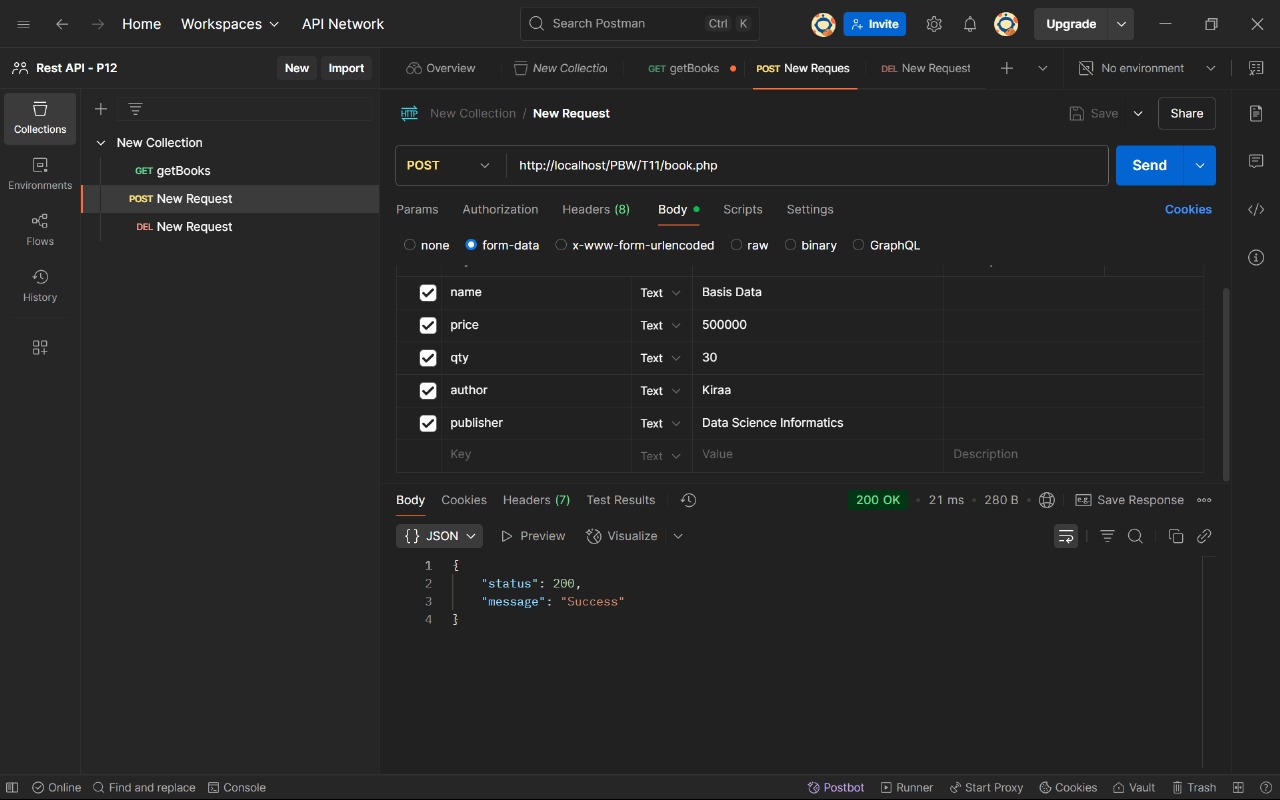 Home Workspaces API Network Search Postman Ctrl K Invite Upgrade
Rest API - P12 New Import Overview New Collection GET getBooks POST New Reques DEL New Request No environment
Collections
Environments
Flows
History
New Collection
GET getBooks
POST New Request
DEL New Request
New Collection / New Request Save Share
POST http://localhost/PBW/T11/book.php Send
Params Authorization Headers (8) Body Scripts Settings Cookies
none form-data x-www-form-urlencoded raw binary GraphQL
name Text Basis Data
price Text 500000
qty Text 30
author Text Kiraa
publisher Text Data Science Informatics
Key Text Value Description
Body Cookies Headers (7) Test Results 200 OK 21 ms 280 B Save Response
{} JSON Preview Visualize
1 {
2 "status": 200,
3 "message": "Success"
4 }
Online Find and replace Console Postbot Runner Start Proxy Cookies Vault Trash